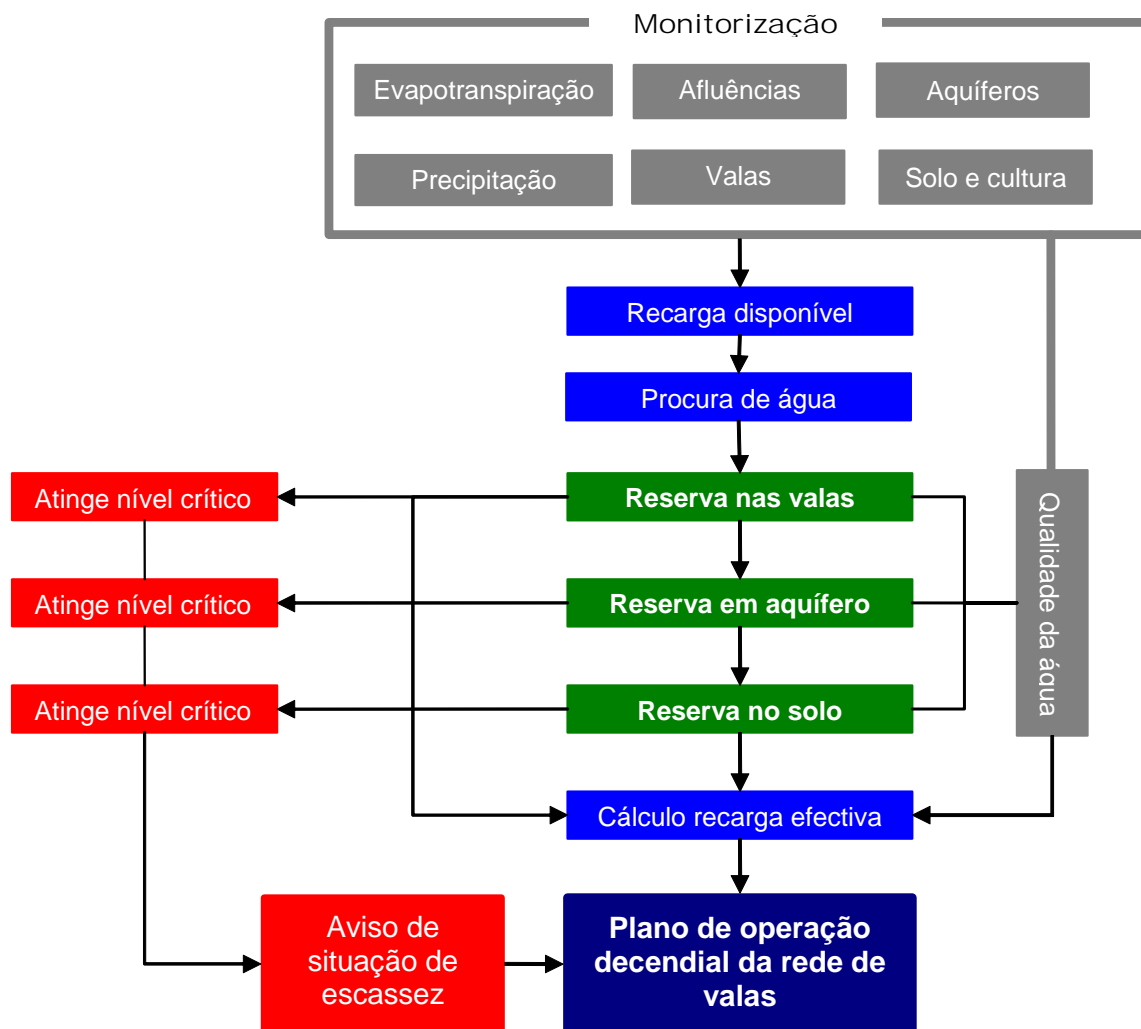 Monitorização
Evapotranspiração
Afluências
Aquíferos
Precipitação
Valas
Solo e cultura
Recarga disponível
Procura de água
Atinge nível crítico
Reserva nas valas
Atinge nível crítico
Reserva em aquífero
Atinge nível crítico
Reserva no solo
Qualidade da água
Cálculo recarga efectiva
Aviso de
situação de
escassez
Plano de operação
decendial da rede de
valas